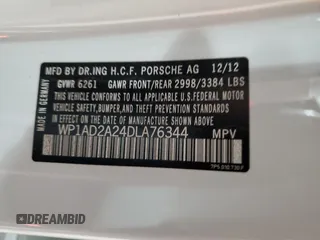 MFD BY DR.ING H.C.F. PORSCHE AG 12/12
GVWR 6261 GAWR FRONT/REAR 2998/3384 LBS
THIS VEHICLE CONFORMS TO ALL APPLICABLE
U.S. FEDERAL MOTOR VEHICLE SAFETY,
BUMPER, AND THEFT PREVENTION STANDARDS
IN EFFECT ON THE DATE OF MANUFACTURE
SHOWN ABOVE.
WP1AD2A24DLA76344 MPV
MADE IN GERMANY
DREAMBID